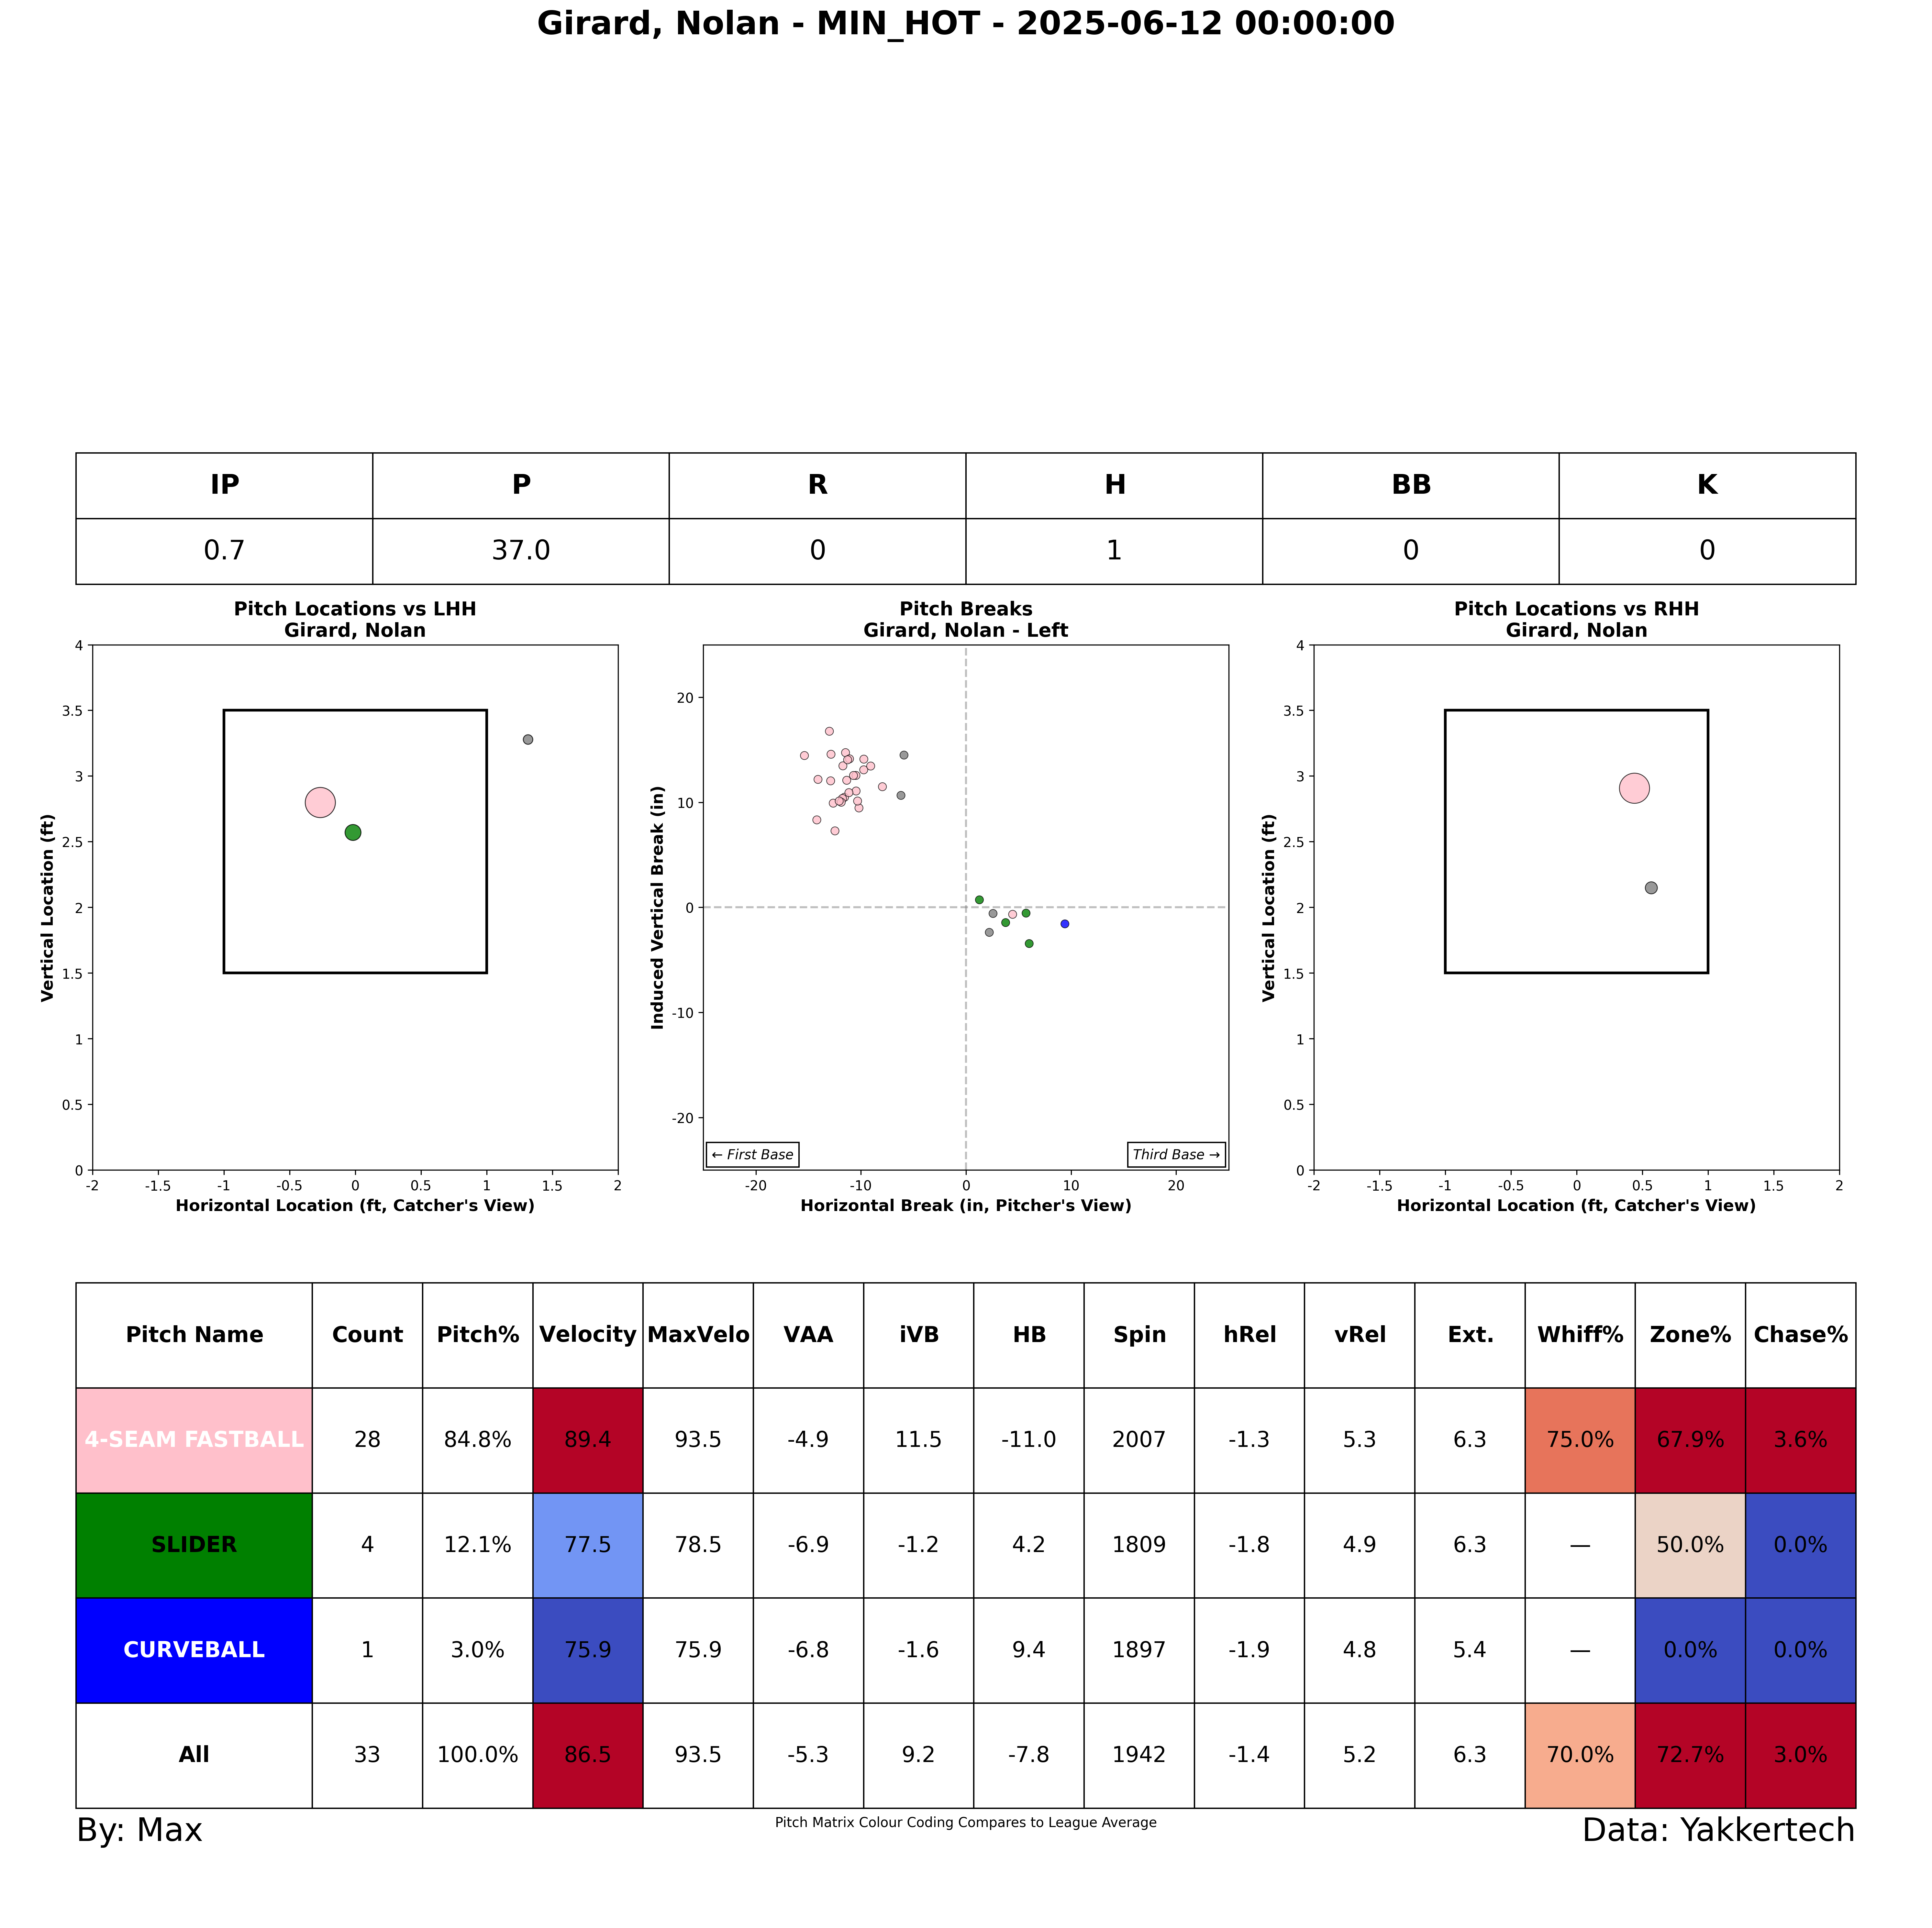 Girard, Nolan - MIN_HOT - 2025-06-12 00:00:00
IP P R H BB K
0.7 37.0 0 1 0 0
Pitch Locations vs LHH
Girard, Nolan
4
3.5
3
2.5
2
1.5
1
0.5
0
-2 -1.5 -1 -0.5 0 0.5 1 1.5 2
Vertical Location (ft)
Horizontal Location (ft, Catcher's View)
Pitch Breaks
Girard, Nolan - Left
20
10
0
-10
-20
-20 -10 0 10 20
Induced Vertical Break (in)
← First Base
Third Base →
Horizontal Break (in, Pitcher's View)
Pitch Locations vs RHH
Girard, Nolan
4
3.5
3
2.5
2
1.5
1
0.5
0
-2 -1.5 -1 -0.5 0 0.5 1 1.5 2
Vertical Location (ft)
Horizontal Location (ft, Catcher's View)
Pitch Name Count Pitch% Velocity MaxVelo VAA iVB HB Spin hRel vRel Ext. Whiff% Zone% Chase%
4-SEAM FASTBALL 28 84.8% 89.4 93.5 -4.9 11.5 -11.0 2007 -1.3 5.3 6.3 75.0% 67.9% 3.6%
SLIDER 4 12.1% 77.5 78.5 -6.9 -1.2 4.2 1809 -1.8 4.9 6.3 — 50.0% 0.0%
CURVEBALL 1 3.0% 75.9 75.9 -6.8 -1.6 9.4 1897 -1.9 4.8 5.4 — 0.0% 0.0%
All 33 100.0% 86.5 93.5 -5.3 9.2 -7.8 1942 -1.4 5.2 6.3 70.0% 72.7% 3.0%
By: Max
Pitch Matrix Colour Coding Compares to League Average
Data: Yakkertech